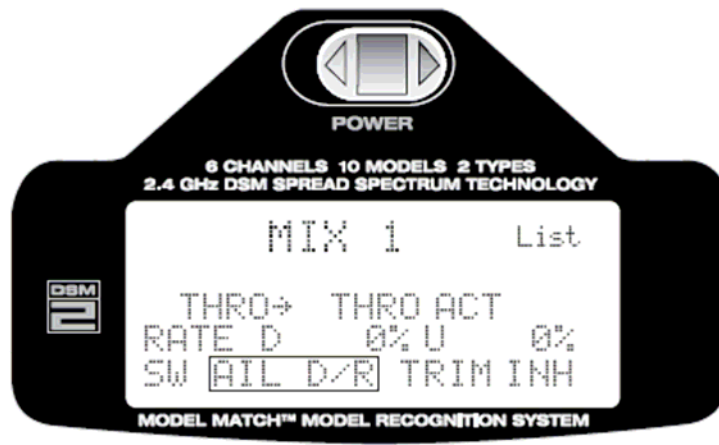 POWER
6 CHANNELS 10 MODELS 2 TYPES
2.4 GHz DSM SPREAD SPECTRUM TECHNOLOGY
MIX 1 List
DSM
2
THRO→ THRO ACT
RATE D 0% U 0%
SW AIL D/R TRIM INH
MODEL MATCH™ MODEL RECOGNITION SYSTEM